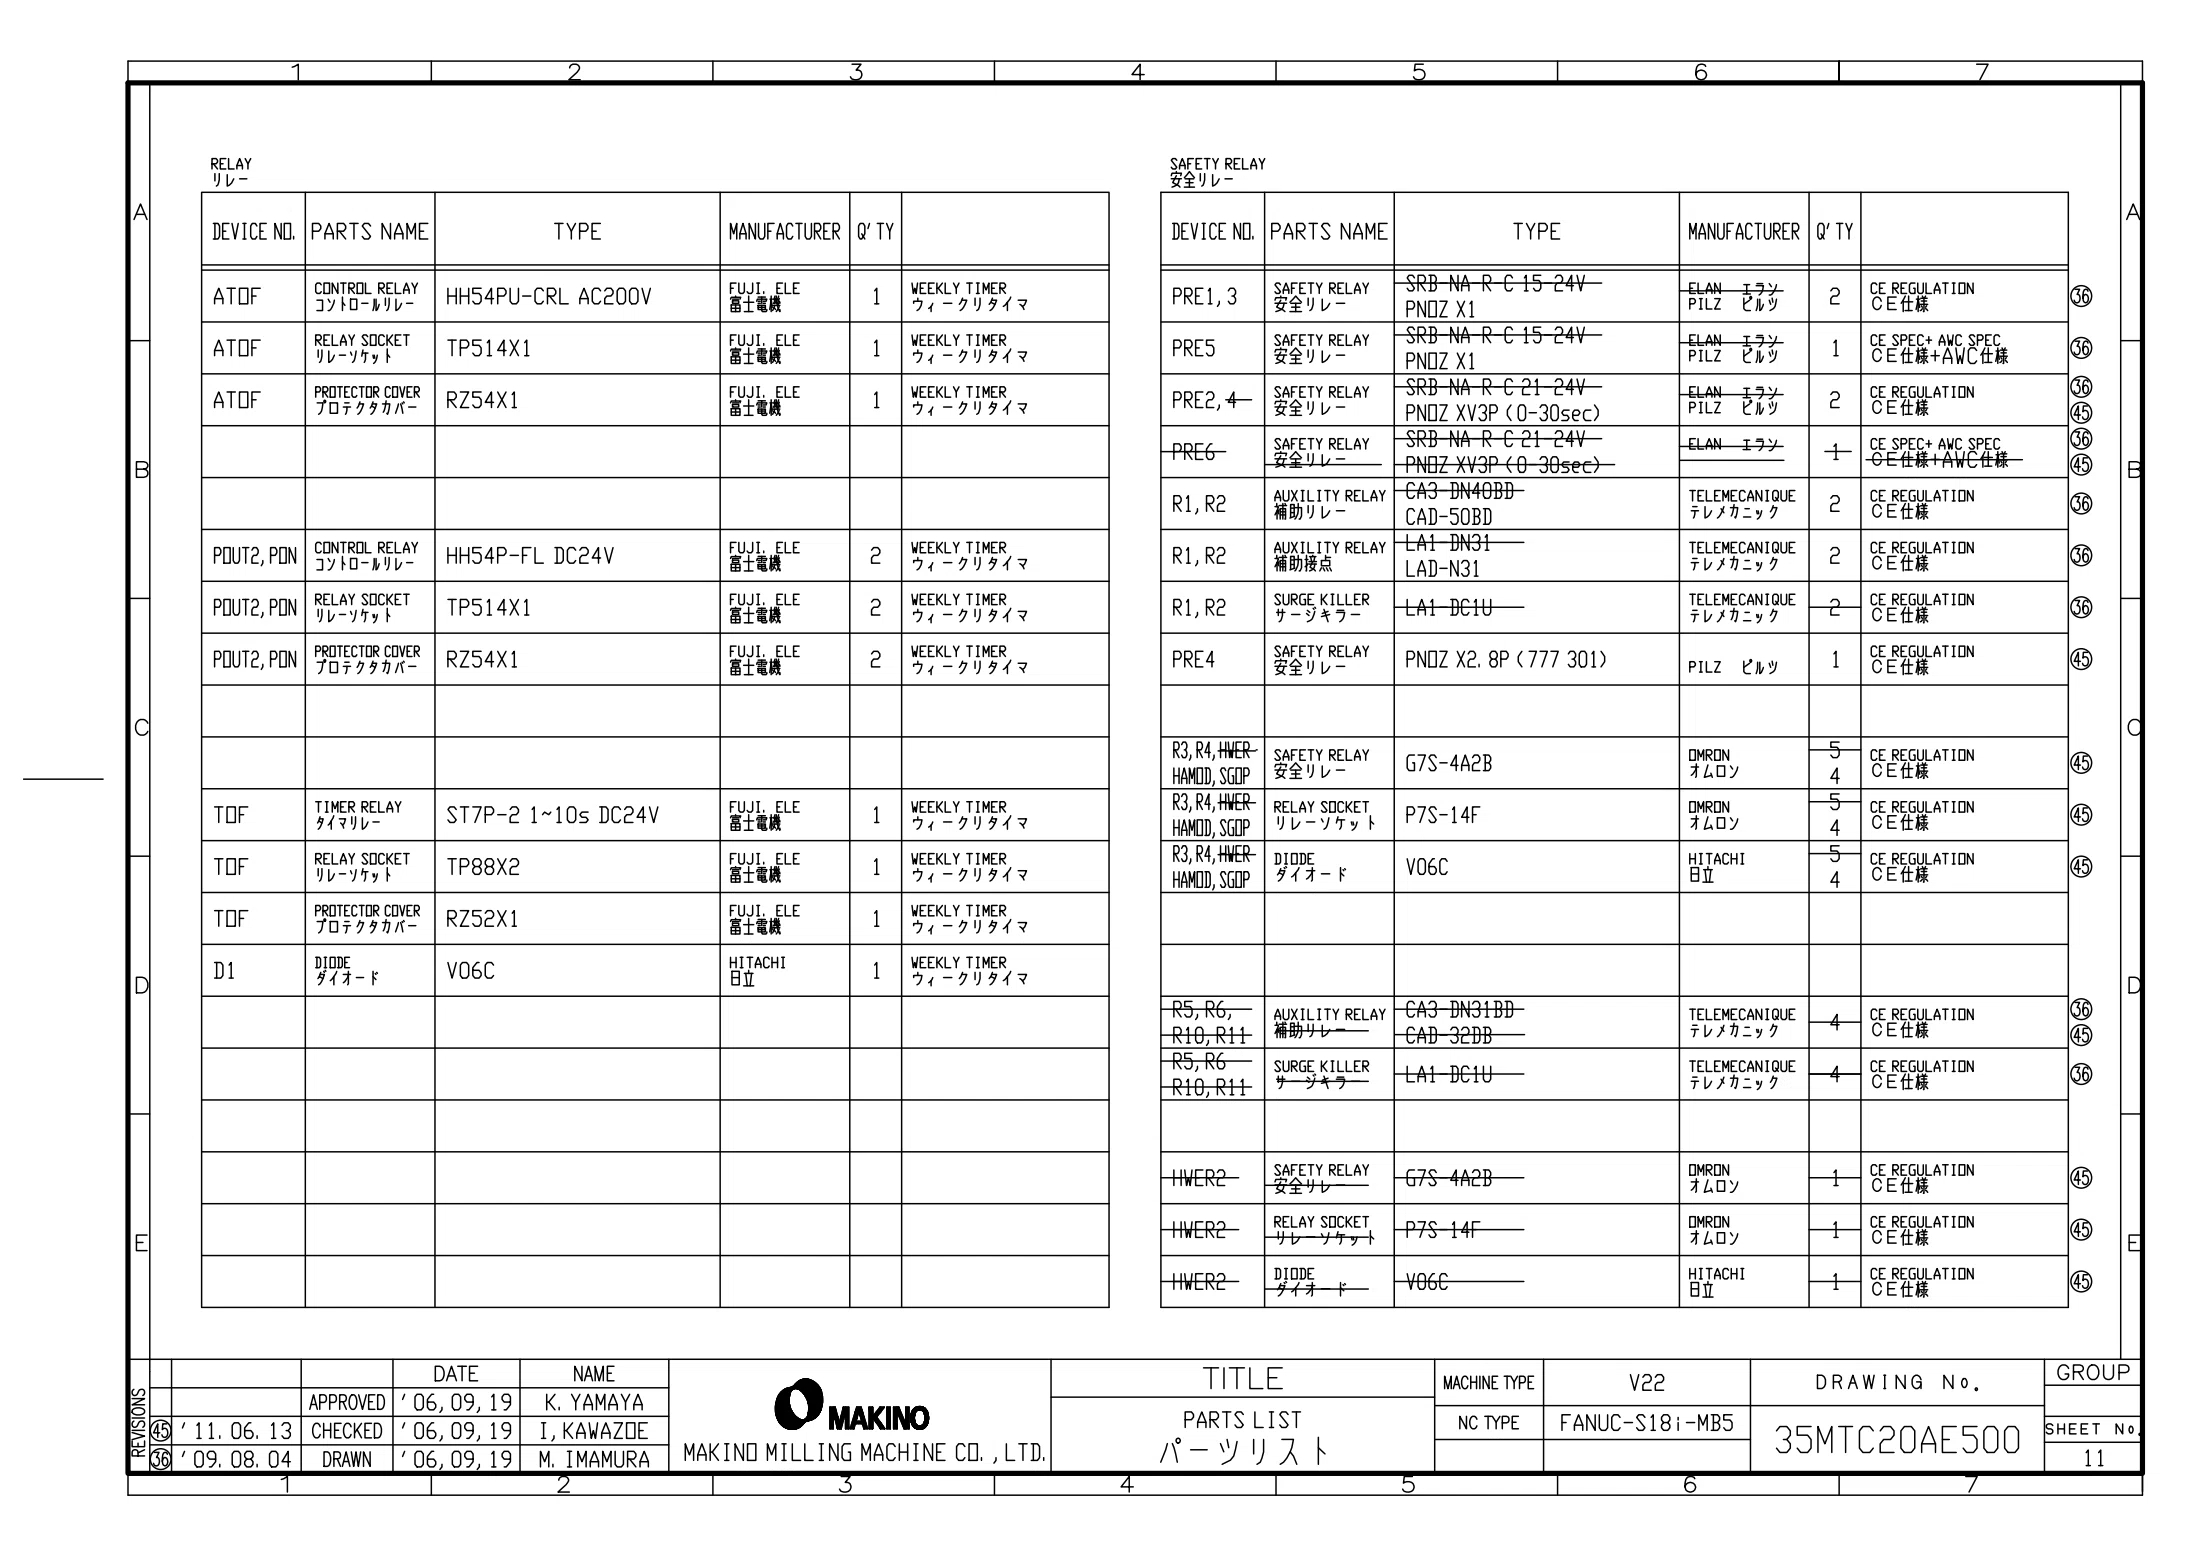 1 2 3 4 5 6 7
RELAY
リレー
DEVICE NO. PARTS NAME TYPE MANUFACTURER Q'TY
ATOF CONTROL RELAY コントロールリレー HH54PU-CRL AC200V FUJI. ELE 富士電機 1 WEEKLY TIMER ウィークリタイマ
ATOF RELAY SOCKET リレーソケット TP514X1 FUJI. ELE 富士電機 1 WEEKLY TIMER ウィークリタイマ
ATOF PROTECTOR COVER プロテクタカバー RZ54X1 FUJI. ELE 富士電機 1 WEEKLY TIMER ウィークリタイマ
POUT2, PON CONTROL RELAY コントロールリレー HH54P-FL DC24V FUJI. ELE 富士電機 2 WEEKLY TIMER ウィークリタイマ
POUT2, PON RELAY SOCKET リレーソケット TP514X1 FUJI. ELE 富士電機 2 WEEKLY TIMER ウィークリタイマ
POUT2, PON PROTECTOR COVER プロテクタカバー RZ54X1 FUJI. ELE 富士電機 2 WEEKLY TIMER ウィークリタイマ
TOF TIMER RELAY タイマリレー ST7P-2 1~10s DC24V FUJI. ELE 富士電機 1 WEEKLY TIMER ウィークリタイマ
TOF RELAY SOCKET リレーソケット TP88X2 FUJI. ELE 富士電機 1 WEEKLY TIMER ウィークリタイマ
TOF PROTECTOR COVER プロテクタカバー RZ52X1 FUJI. ELE 富士電機 1 WEEKLY TIMER ウィークリタイマ
D1 DIODE ダイオード V06C HITACHI 日立 1 WEEKLY TIMER ウィークリタイマ
SAFETY RELAY
安全リレー
DEVICE NO. PARTS NAME TYPE MANUFACTURER Q'TY
PRE1, 3 SAFETY RELAY 安全リレー SRB-NA-R-C 15-24V PNOZ X1 ELAN エラン PILZ ピルツ 2 CE REGULATION CE仕様 36
PRE5 SAFETY RELAY 安全リレー SRB-NA-R-C 15-24V PNOZ X1 ELAN エラン PILZ ピルツ 1 CE SPEC+ AWC SPEC CE仕様+AWC仕様 36
PRE2, 4 SAFETY RELAY 安全リレー SRB-NA-R-C 21-24V PNOZ XV3P (0-30sec) ELAN エラン PILZ ピルツ 2 CE REGULATION CE仕様 36 45
PRE6 SAFETY RELAY 安全リレー SRB-NA-R-C 21-24V PNOZ XV3P (0-30sec) ELAN エラン 1 CE SPEC+ AWC SPEC CE仕様+AWC仕様 36 45
R1, R2 AUXILITY RELAY 補助リレー CA3-DN40BD CAD-50BD TELEMECANIQUE テレメカニック 2 CE REGULATION CE仕様 36
R1, R2 AUXILITY RELAY 補助接点 LA1-DN31 LAD-N31 TELEMECANIQUE テレメカニック 2 CE REGULATION CE仕様 36
R1, R2 SURGE KILLER サージキラー LA1-DC1U TELEMECANIQUE テレメカニック 2 CE REGULATION CE仕様 36
PRE4 SAFETY RELAY 安全リレー PNOZ X2. 8P (777 301) PILZ ピルツ 1 CE REGULATION CE仕様 45
R3, R4, HWER HAMOD, SGOP SAFETY RELAY 安全リレー G7S-4A2B OMRON オムロン 5 4 CE REGULATION CE仕様 45
R3, R4, HWER HAMOD, SGOP RELAY SOCKET リレーソケット P7S-14F OMRON オムロン 5 4 CE REGULATION CE仕様 45
R3, R4, HWER HAMOD, SGOP DIODE ダイオード V06C HITACHI 日立 5 4 CE REGULATION CE仕様 45
R5, R6, R10, R11 AUXILITY RELAY 補助リレー CA3-DN31BD CAD-32DB TELEMECANIQUE テレメカニック 4 CE REGULATION CE仕様 36 45
R5, R6 R10, R11 SURGE KILLER サージキラー LA1-DC1U TELEMECANIQUE テレメカニック 4 CE REGULATION CE仕様 36
HWER2 SAFETY RELAY 安全リレー G7S-4A2B OMRON オムロン 1 CE REGULATION CE仕様 45
HWER2 RELAY SOCKET リレーソケット P7S-14F OMRON オムロン 1 CE REGULATION CE仕様 45
HWER2 DIODE ダイオード V06C HITACHI 日立 1 CE REGULATION CE仕様 45
A B C D E
A B C D E
REVISIONS
DATE NAME
APPROVED '06, 09, 19 K. YAMAYA
45 '11. 06. 13 CHECKED '06, 09, 19 I, KAWAZOE
36 '09. 08. 04 DRAWN '06, 09, 19 M. IMAMURA
MAKINO
MAKINO MILLING MACHINE CO. , LTD.
TITLE
PARTS LIST
パーツリスト
MACHINE TYPE V22
NC TYPE FANUC-S18i-MB5
DRAWING No.
35MTC20AE500
GROUP
SHEET No.
11
1 2 3 4 5 6 7